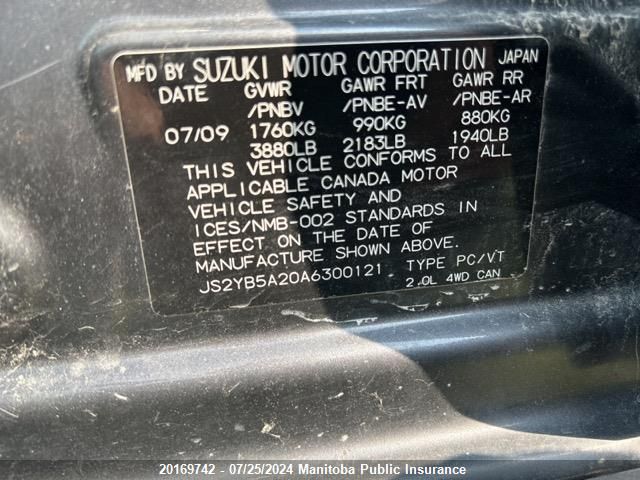 MFD BY SUZUKI MOTOR CORPORATION JAPAN
DATE GVWR GAWR FRT GAWR RR
/PNBV /PNBE-AV /PNBE-AR
07/09 1760KG 990KG 880KG
3880LB 2183LB 1940LB
THIS VEHICLE CONFORMS TO ALL
APPLICABLE CANADA MOTOR
VEHICLE SAFETY AND
ICES/NMB-002 STANDARDS IN
EFFECT ON THE DATE OF
MANUFACTURE SHOWN ABOVE.
JS2YB5A20A6300121 TYPE PC/VT
2.0L 4WD CAN
20169742 - 07/25/2024 Manitoba Public Insurance